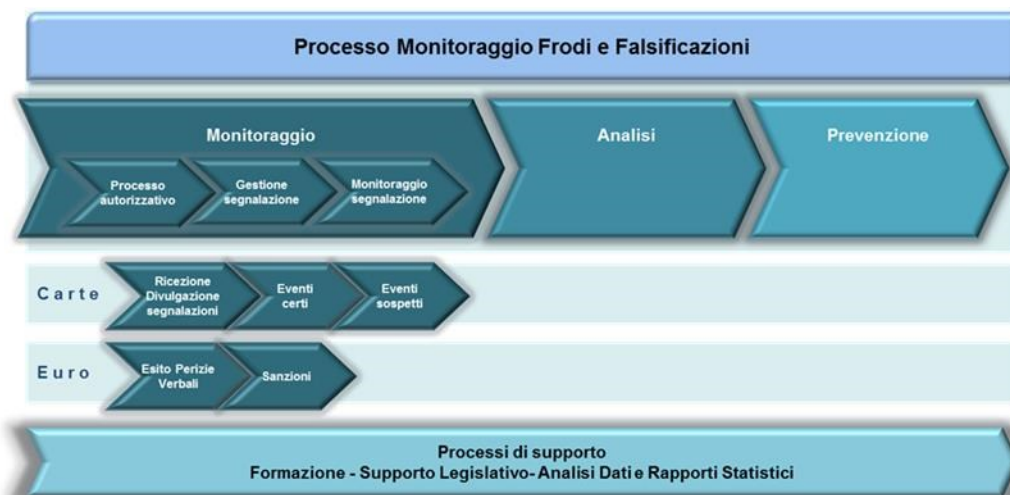 Processo Monitoraggio Frodi e Falsificazioni
Monitoraggio
Analisi
Prevenzione
Processo
autorizzativo
Gestione
segnalazione
Monitoraggio
segnalazione
Carte
Ricezione
Divulgazione
segnalazioni
Eventi
certi
Eventi
sospetti
Euro
Esito Perizie
Verbali
Sanzioni
Processi di supporto
Formazione - Supporto Legislativo- Analisi Dati e Rapporti Statistici